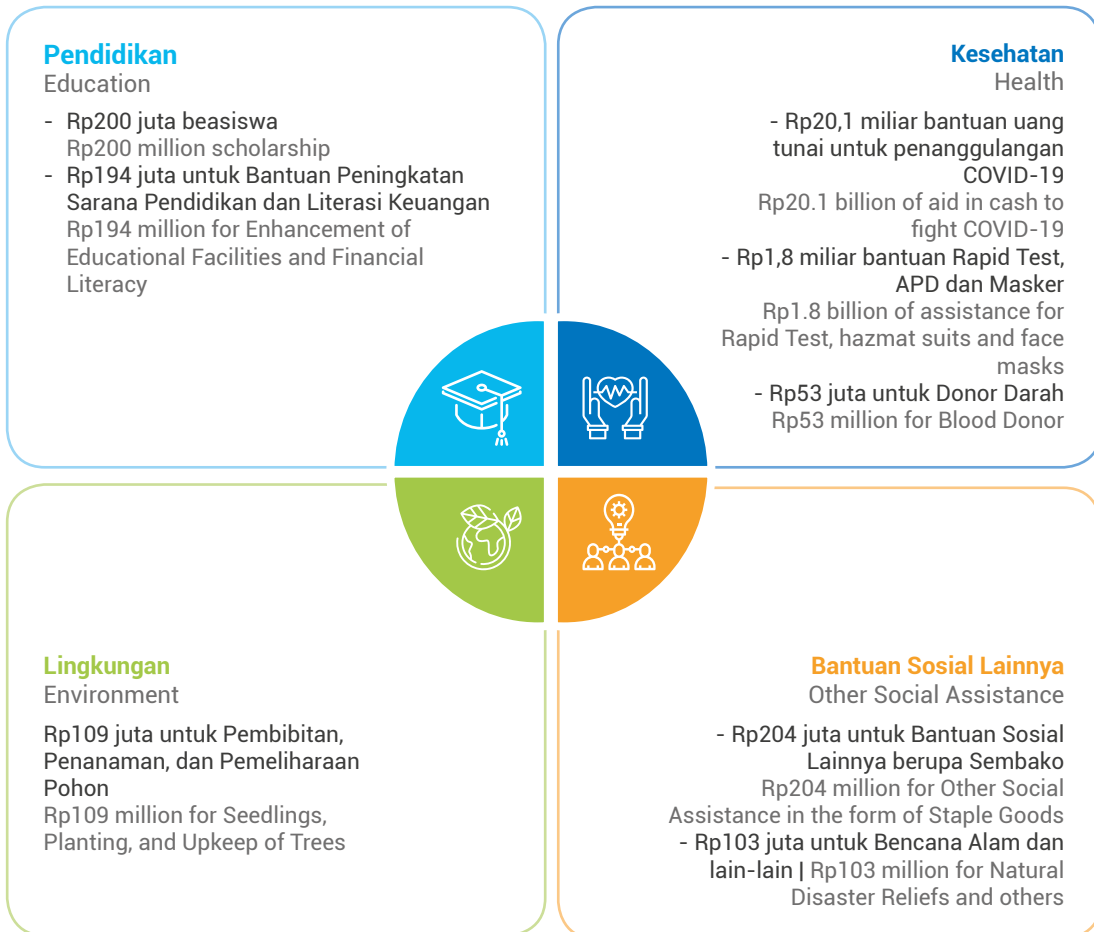 Pendidikan
Education
- Rp200 juta beasiswa
Rp200 million scholarship
- Rp194 juta untuk Bantuan Peningkatan
Sarana Pendidikan dan Literasi Keuangan
Rp194 million for Enhancement of
Educational Facilities and Financial
Literacy
Kesehatan
Health
- Rp20,1 miliar bantuan uang
tunai untuk penanggulangan
COVID-19
Rp20.1 billion of aid in cash to
fight COVID-19
- Rp1,8 miliar bantuan Rapid Test,
APD dan Masker
Rp1.8 billion of assistance for
Rapid Test, hazmat suits and face
masks
- Rp53 juta untuk Donor Darah
Rp53 million for Blood Donor
Lingkungan
Environment
Rp109 juta untuk Pembibitan,
Penanaman, dan Pemeliharaan
Pohon
Rp109 million for Seedlings,
Planting, and Upkeep of Trees
Bantuan Sosial Lainnya
Other Social Assistance
- Rp204 juta untuk Bantuan Sosial
Lainnya berupa Sembako
Rp204 million for Other Social
Assistance in the form of Staple Goods
- Rp103 juta untuk Bencana Alam dan
lain-lain | Rp103 million for Natural
Disaster Reliefs and others